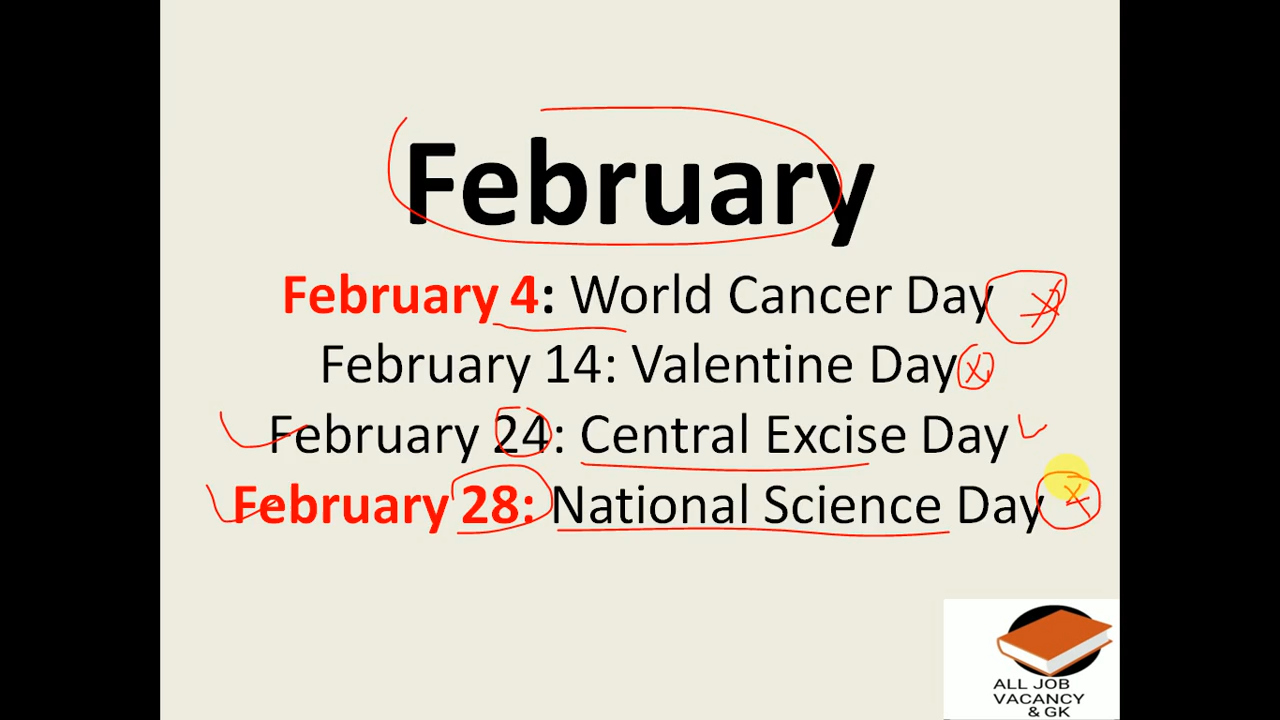 February
February 4: World Cancer Day
February 14: Valentine Day
February 24: Central Excise Day
February 28: National Science Day
ALL JOB
VACANCY
& GK